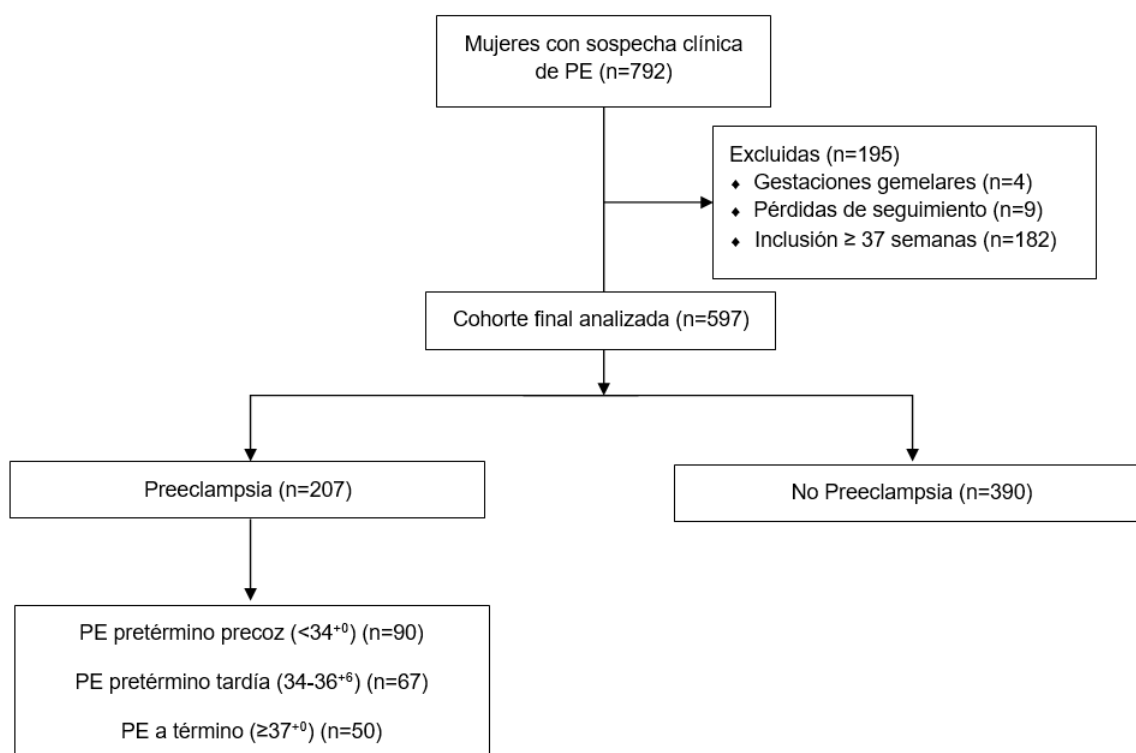 Mujeres con sospecha clínica
de PE (n=792)
Excluidas (n=195)
⬧ Gestaciones gemelares (n=4)
⬧ Pérdidas de seguimiento (n=9)
⬧ Inclusión ≥ 37 semanas (n=182)
Cohorte final analizada (n=597)
Preeclampsia (n=207)
No Preeclampsia (n=390)
PE pretérmino precoz (<34⁺⁰) (n=90)
PE pretérmino tardía (34-36⁺⁶) (n=67)
PE a término (≥37⁺⁰) (n=50)